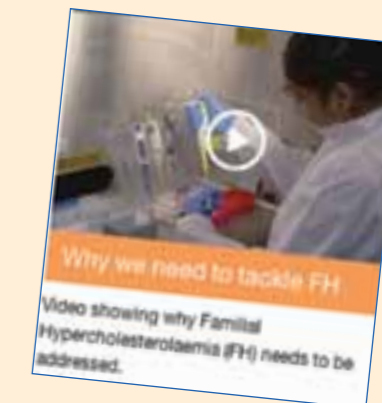 Why we need to tackle FH
Video showing why Familial
Hypercholesterolaemia (FH) needs to be
addressed.